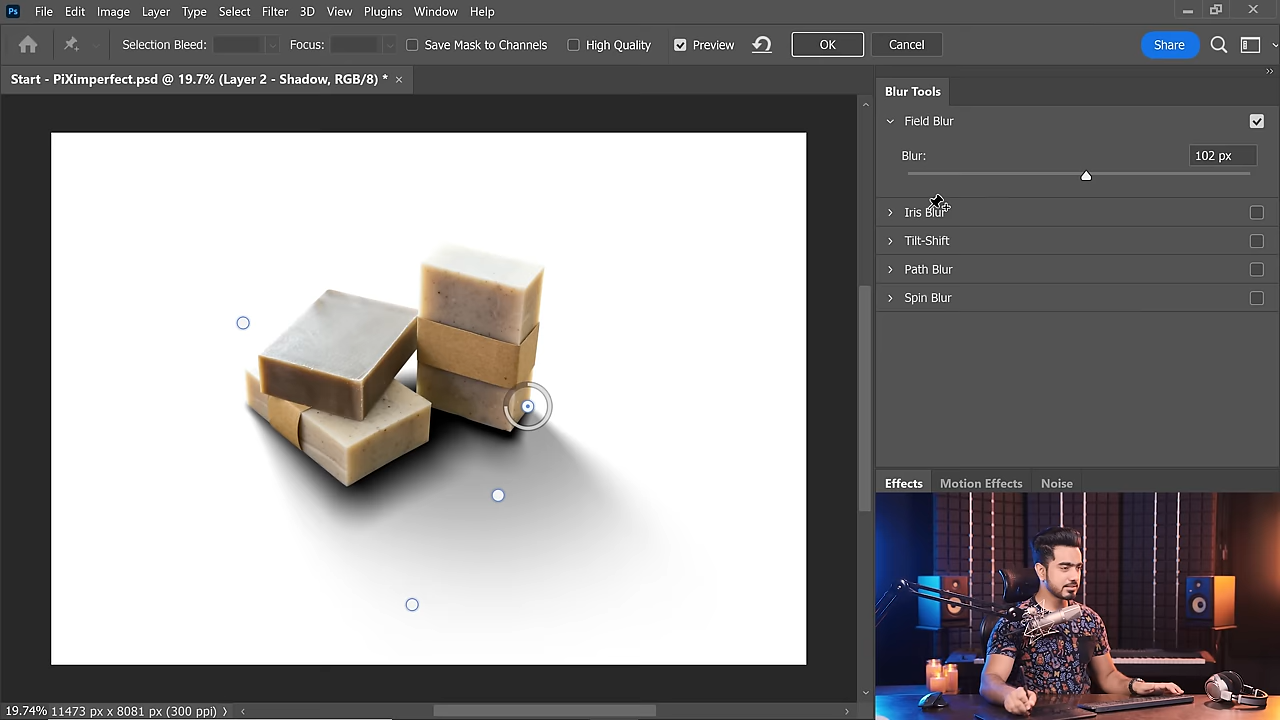 Ps File Edit Image Layer Type Select Filter 3D View Plugins Window Help
Selection Bleed: Focus: Save Mask to Channels High Quality Preview OK Cancel Share
Start - PiXimperfect.psd @ 19.7% (Layer 2 - Shadow, RGB/8) *
Blur Tools
Field Blur
Blur: 102 px
Iris Blur
Tilt-Shift
Path Blur
Spin Blur
Effects Motion Effects Noise
19.74% 11473 px x 8081 px (300 ppi)